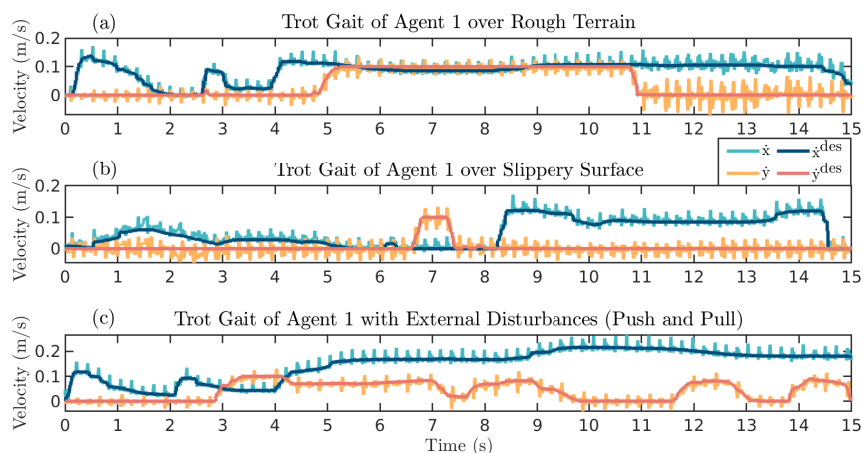 (a) Trot Gait of Agent 1 over Rough Terrain
Velocity (m/s)
0.2
0.1
0
0 1 2 3 4 5 6 7 8 9 10 11 12 13 14 15
ẋ ẋdes
ẏ ẏdes
(b) Trot Gait of Agent 1 over Slippery Surface
Velocity (m/s)
0.2
0.1
0
0 1 2 3 4 5 6 7 8 9 10 11 12 13 14 15
(c) Trot Gait of Agent 1 with External Disturbances (Push and Pull)
Velocity (m/s)
0.2
0.1
0
0 1 2 3 4 5 6 7 8 9 10 11 12 13 14 15
Time (s)